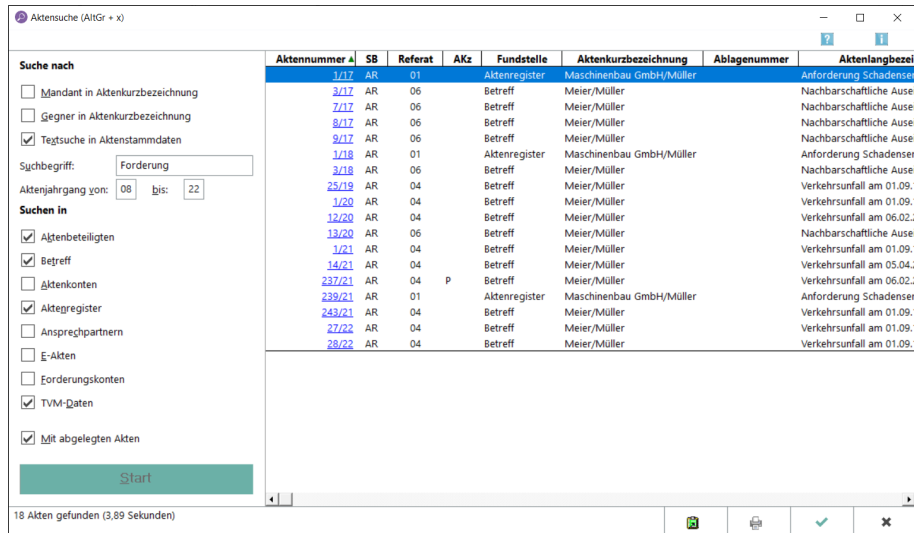 Aktensuche (AltGr + x)
Suche nach
Mandant in Aktenkurzbezeichnung
Gegner in Aktenkurzbezeichnung
Textsuche in Aktenstammdaten
Suchbegriff: Forderung
Aktenjahrgang von: 08 bis: 22
Suchen in
Aktenbeteiligten
Betreff
Aktenkonten
Aktenregister
Ansprechpartnern
E-Akten
Forderungskonten
TVM-Daten
Mit abgelegten Akten
Start
Aktennummer SB Referat AKz Fundstelle Aktenkurzbezeichnung Ablagenummer Aktenlangbezei
1/17 AR 01 Aktenregister Maschinenbau GmbH/Müller Anforderung Schadenser
3/17 AR 06 Betreff Meier/Müller Nachbarschaftliche Ause
7/17 AR 06 Betreff Meier/Müller Nachbarschaftliche Ause
8/17 AR 06 Betreff Meier/Müller Nachbarschaftliche Ause
9/17 AR 06 Betreff Meier/Müller Nachbarschaftliche Ause
1/18 AR 01 Aktenregister Maschinenbau GmbH/Müller Anforderung Schadenser
3/18 AR 06 Betreff Meier/Müller Nachbarschaftliche Ause
25/19 AR 04 Betreff Meier/Müller Verkehrsunfall am 01.09.
1/20 AR 04 Betreff Meier/Müller Verkehrsunfall am 01.09.
12/20 AR 04 Betreff Meier/Müller Verkehrsunfall am 06.02.
13/20 AR 06 Betreff Meier/Müller Nachbarschaftliche Ause
1/21 AR 04 Betreff Meier/Müller Verkehrsunfall am 01.09.
14/21 AR 04 Betreff Meier/Müller Verkehrsunfall am 05.04.
237/21 AR 04 P Betreff Meier/Müller Verkehrsunfall am 06.02.
239/21 AR 01 Aktenregister Maschinenbau GmbH/Müller Anforderung Schadenser
243/21 AR 04 Betreff Meier/Müller Verkehrsunfall am 01.09.
27/22 AR 04 Betreff Meier/Müller Verkehrsunfall am 01.09.
28/22 AR 04 Betreff Meier/Müller Verkehrsunfall am 01.09.
18 Akten gefunden (3,89 Sekunden)